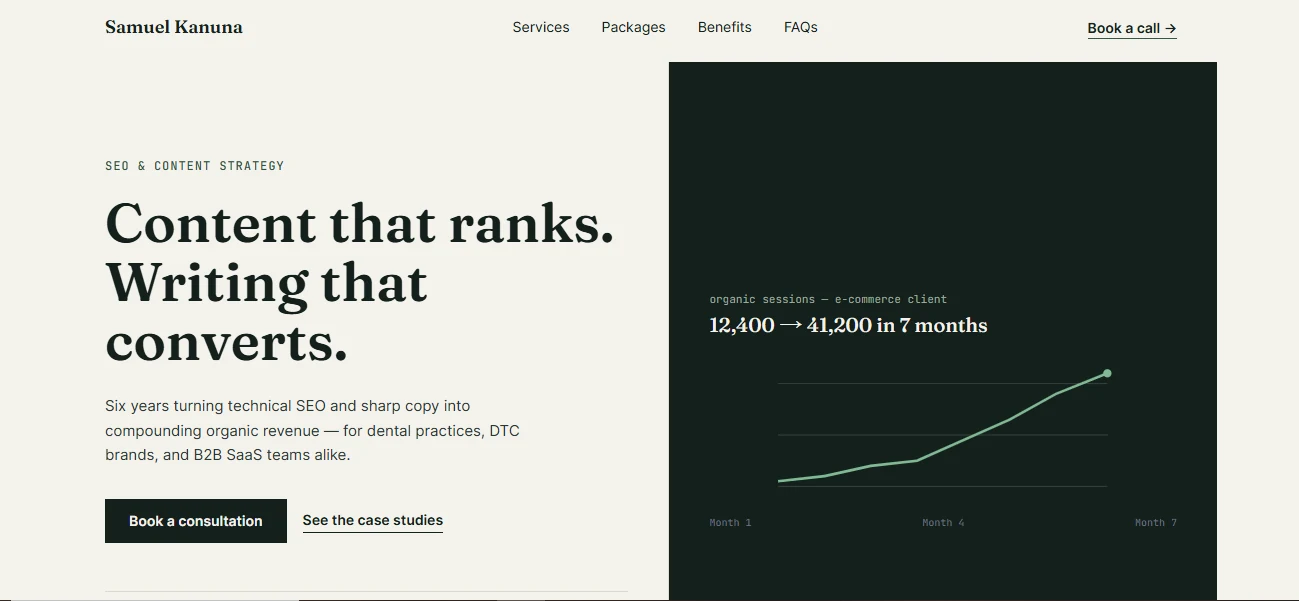 Samuel Kanuna
Services
Packages
Benefits
FAQs
Book a call →
SEO & CONTENT STRATEGY
Content that ranks.
Writing that
converts.
Six years turning technical SEO and sharp copy into
compounding organic revenue — for dental practices, DTC
brands, and B2B SaaS teams alike.
Book a consultation
See the case studies
organic sessions — e-commerce client
12,400 → 41,200 in 7 months
Month 1
Month 4
Month 7